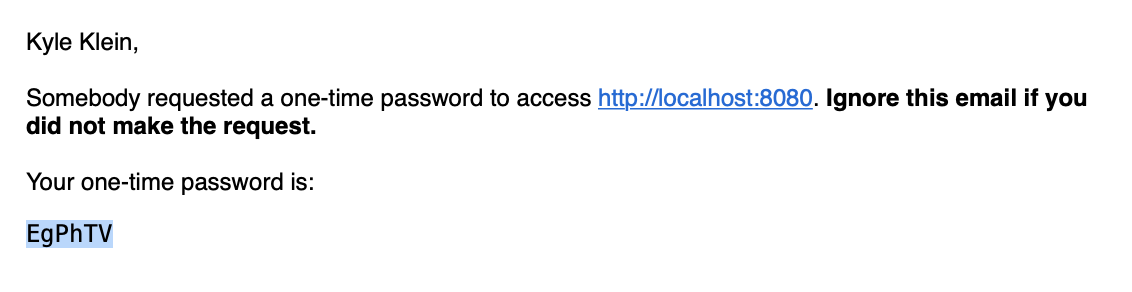 Kyle Klein,
Somebody requested a one-time password to access http://localhost:8080. Ignore this email if you
did not make the request.
Your one-time password is:
EgPhTV